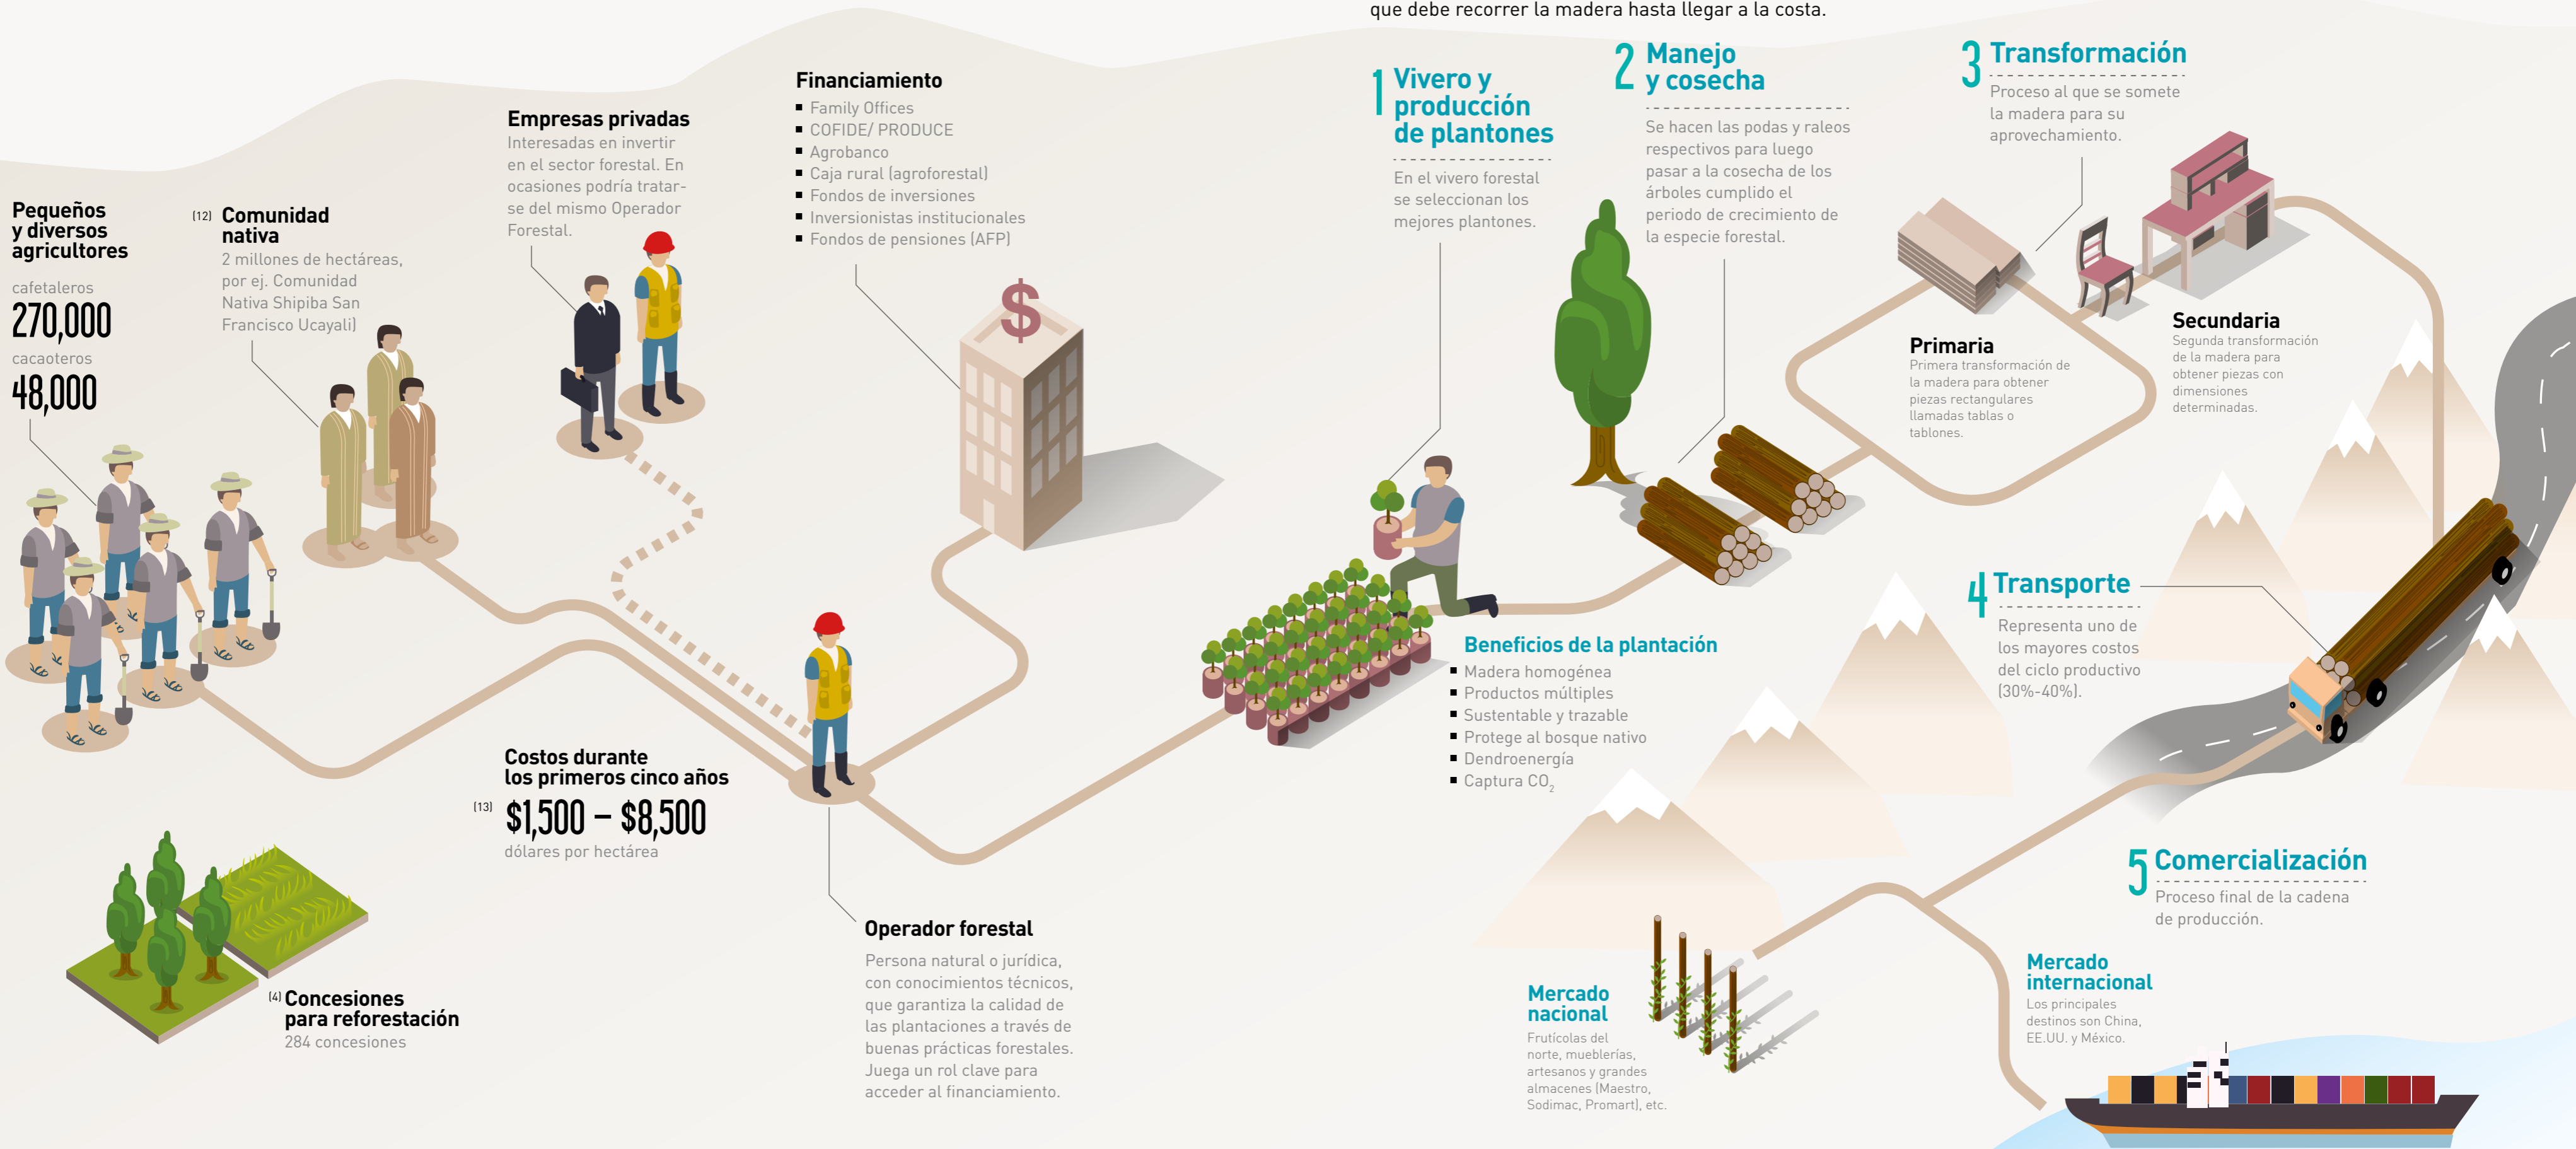 que debe recorrer la madera hasta llegar a la costa.
Pequeños
y diversos
agricultores
cafetaleros
270,000
cacaoteros
48,000
(12) Comunidad
nativa
2 millones de hectáreas,
por ej. Comunidad
Nativa Shipiba San
Francisco Ucayali)
Empresas privadas
Interesadas en invertir
en el sector forestal. En
ocasiones podría tratar-
se del mismo Operador
Forestal.
Financiamiento
Family Offices
COFIDE/ PRODUCE
Agrobanco
Caja rural (agroforestal)
Fondos de inversiones
Inversionistas institucionales
Fondos de pensiones (AFP)
$
Costos durante
los primeros cinco años
(13) $1,500 – $8,500
dólares por hectárea
(4) Concesiones
para reforestación
284 concesiones
Operador forestal
Persona natural o jurídica,
con conocimientos técnicos,
que garantiza la calidad de
las plantaciones a través de
buenas prácticas forestales.
Juega un rol clave para
acceder al financiamiento.
1 Vivero y
producción
de plantones
En el vivero forestal
se seleccionan los
mejores plantones.
Beneficios de la plantación
Madera homogénea
Productos múltiples
Sustentable y trazable
Protege al bosque nativo
Dendroenergía
Captura CO2
2 Manejo
y cosecha
Se hacen las podas y raleos
respectivos para luego
pasar a la cosecha de los
árboles cumplido el
periodo de crecimiento de
la especie forestal.
3 Transformación
Proceso al que se somete
la madera para su
aprovechamiento.
Primaria
Primera transformación de
la madera para obtener
piezas rectangulares
llamadas tablas o
tablones.
Secundaria
Segunda transformación
de la madera para
obtener piezas con
dimensiones
determinadas.
4 Transporte
Representa uno de
los mayores costos
del ciclo productivo
(30%-40%).
5 Comercialización
Proceso final de la cadena
de producción.
Mercado
nacional
Frutícolas del
norte, mueblerías,
artesanos y grandes
almacenes (Maestro,
Sodimac, Promart), etc.
Mercado
internacional
Los principales
destinos son China,
EE.UU. y México.